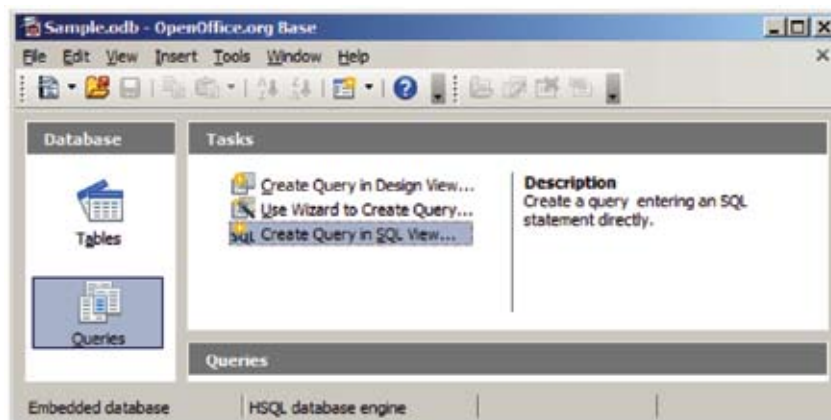 Sample.odb - OpenOffice.org Base
File Edit View Insert Tools Window Help
Database
Tasks
Tables
Queries
Create Query in Design View...
Use Wizard to Create Query...
SQL Create Query in SQL View...
Description
Create a query entering an SQL
statement directly.
Queries
Embedded database
HSQL database engine